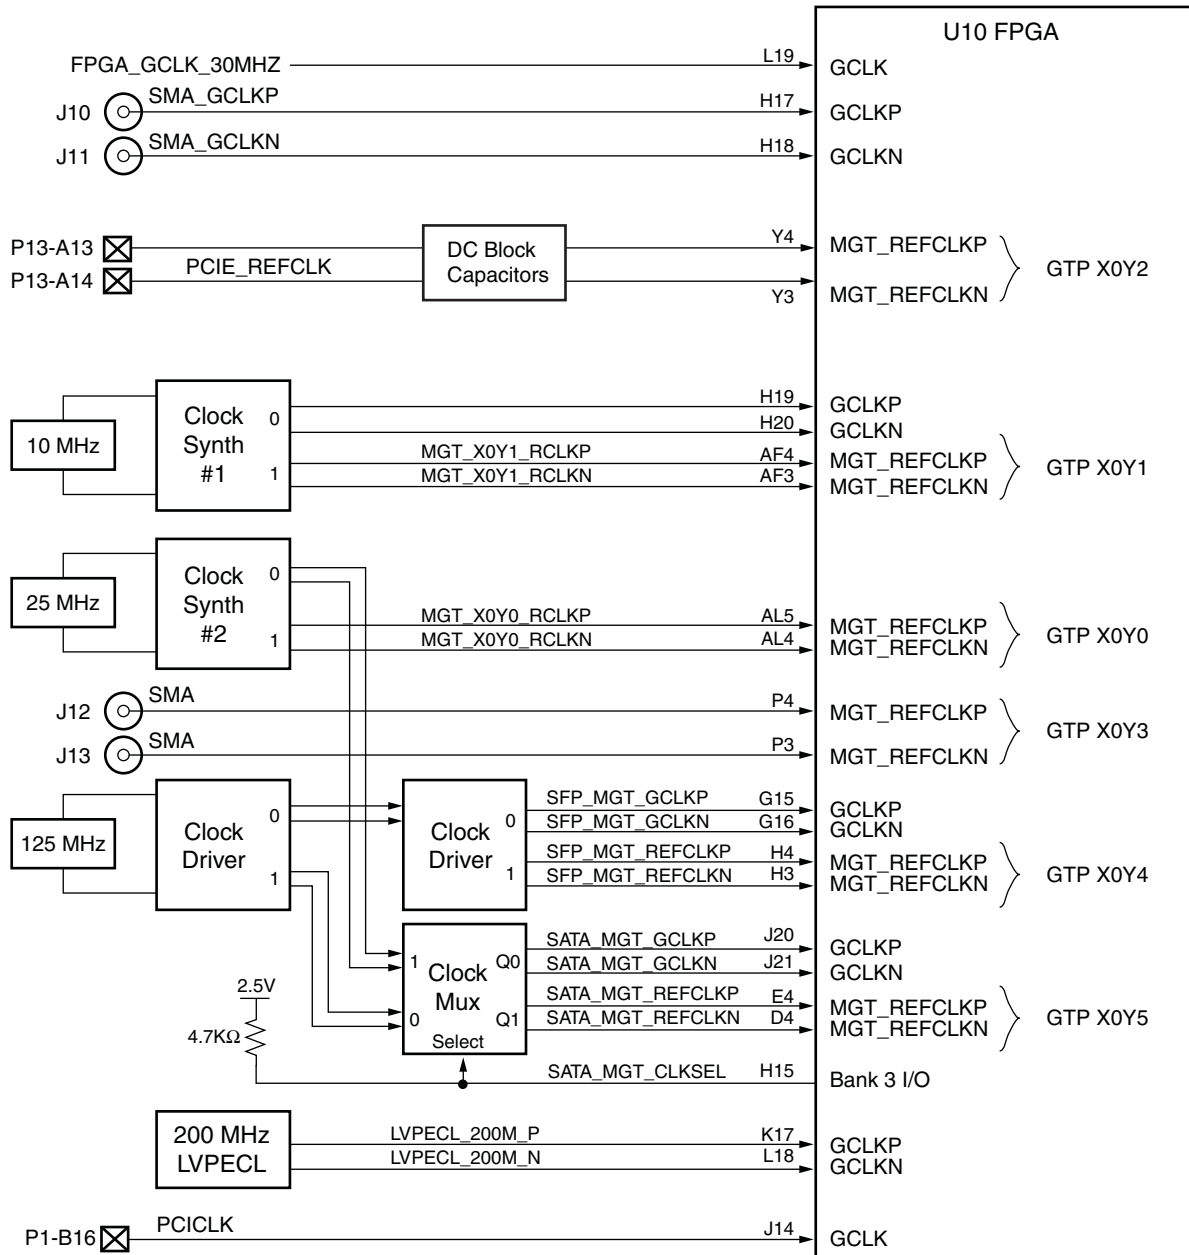 U10 FPGA
FPGA_GCLK_30MHZ L19 GCLK
J10 SMA_GCLKP H17 GCLKP
J11 SMA_GCLKN H18 GCLKN
P13-A13 DC Block Y4 MGT_REFCLKP
P13-A14 PCIE_REFCLK Capacitors Y3 MGT_REFCLKN GTP X0Y2
10 MHz Clock Synth #1 0 1
H19 GCLKP
H20 GCLKN
MGT_X0Y1_RCLKP AF4 MGT_REFCLKP
MGT_X0Y1_RCLKN AF3 MGT_REFCLKN
GTP X0Y1
25 MHz Clock Synth #2 0 1
MGT_X0Y0_RCLKP AL5 MGT_REFCLKP
MGT_X0Y0_RCLKN AL4 MGT_REFCLKN
GTP X0Y0
J12 SMA P4 MGT_REFCLKP
J13 SMA P3 MGT_REFCLKN
GTP X0Y3
125 MHz Clock Driver 0 1
Clock Driver 0 1
SFP_MGT_GCLKP G15 GCLKP
SFP_MGT_GCLKN G16 GCLKN
SFP_MGT_REFCLKP H4 MGT_REFCLKP
SFP_MGT_REFCLKN H3 MGT_REFCLKN
GTP X0Y4
1 0 Clock Mux Select Q0 Q1
SATA_MGT_GCLKP J20 GCLKP
SATA_MGT_GCLKN J21 GCLKN
SATA_MGT_REFCLKP E4 MGT_REFCLKP
SATA_MGT_REFCLKN D4 MGT_REFCLKN
GTP X0Y5
2.5V
4.7KΩ
SATA_MGT_CLKSEL H15 Bank 3 I/O
200 MHz LVPECL
LVPECL_200M_P K17 GCLKP
LVPECL_200M_N L18 GCLKN
P1-B16 PCICLK J14 GCLK